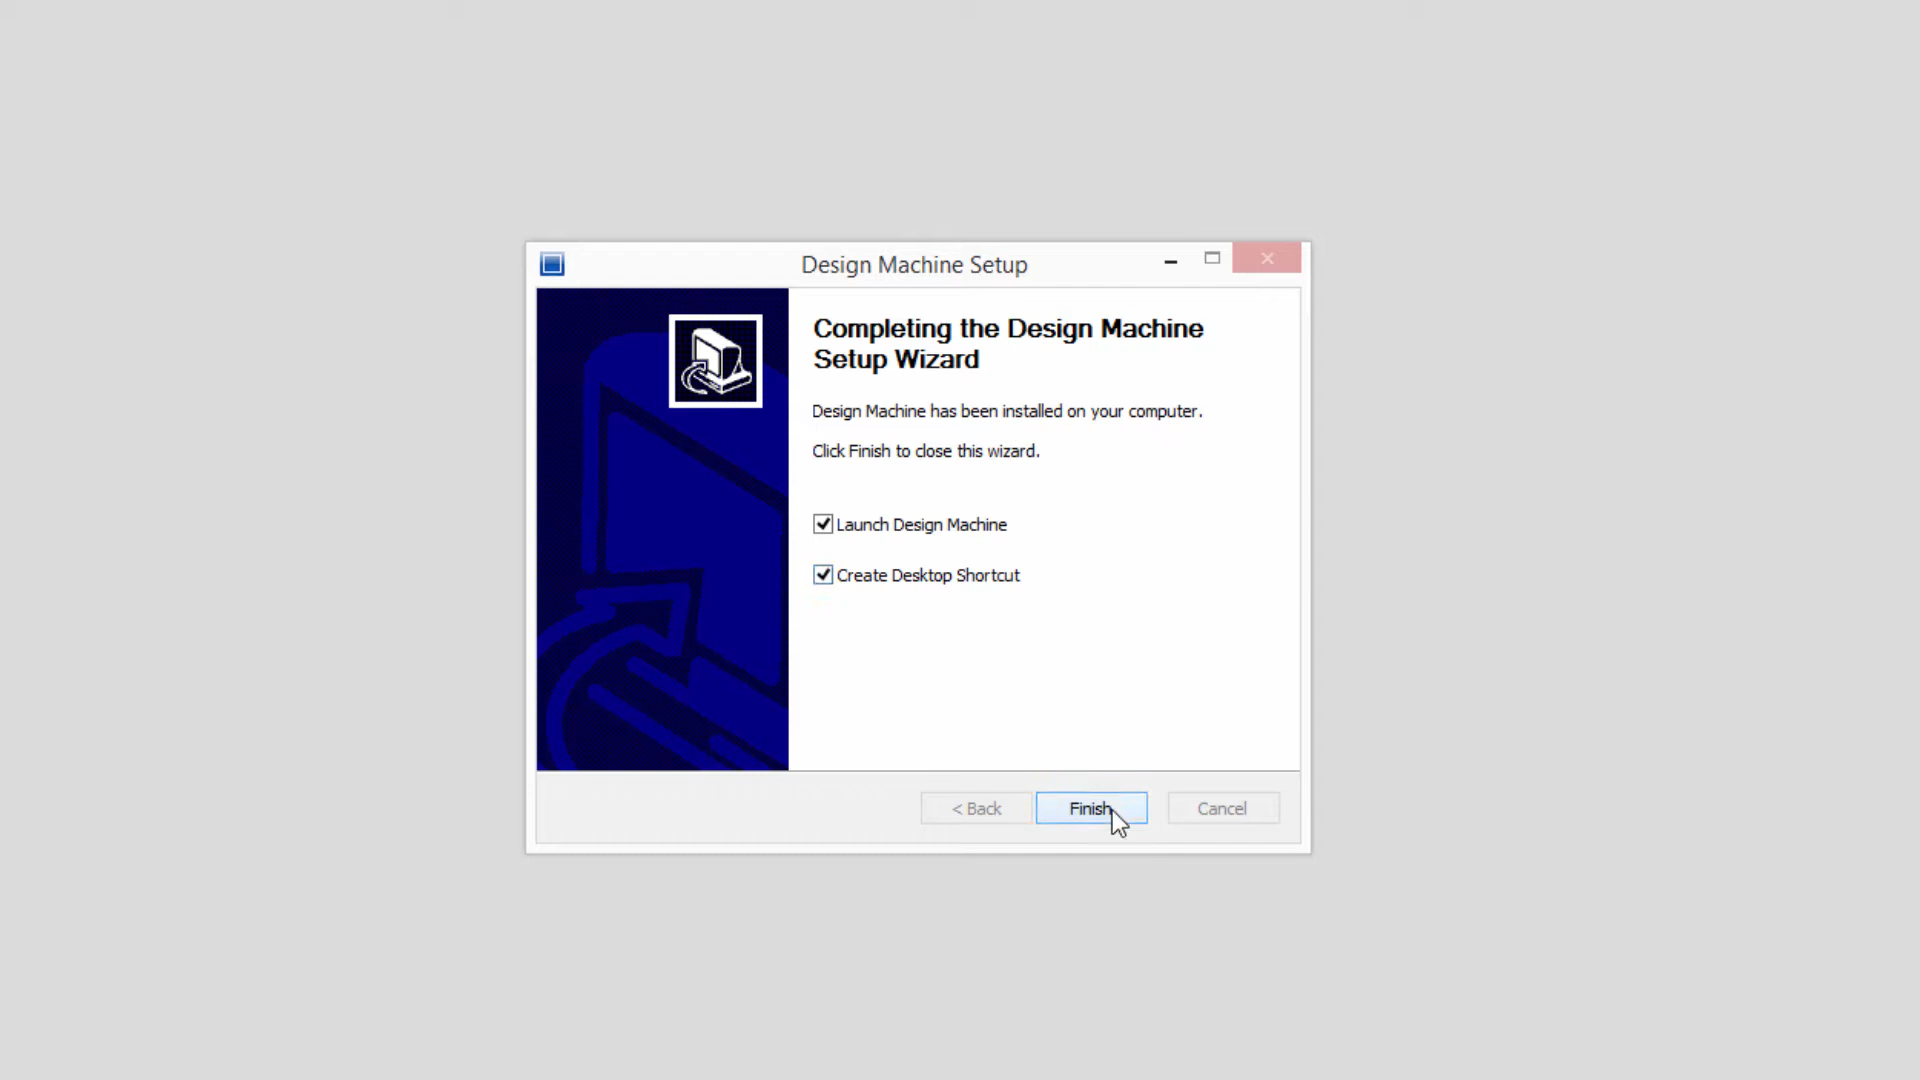 Design Machine Setup
Completing the Design Machine
Setup Wizard
Design Machine has been installed on your computer.
Click Finish to close this wizard.
Launch Design Machine
Create Desktop Shortcut
< Back
Finish
Cancel